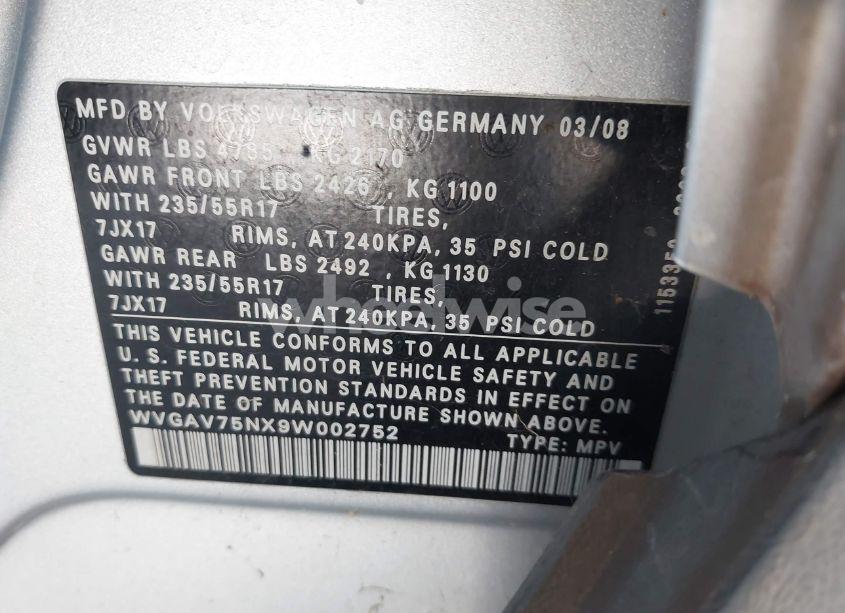 MFD BY VOLKSWAGEN AG GERMANY 03/08
GVWR LBS 4785 , KG 2170
GAWR FRONT LBS 2426 , KG 1100
WITH 235/55R17 TIRES,
7JX17 RIMS, AT 240KPA, 35 PSI COLD
GAWR REAR LBS 2492 , KG 1130
WITH 235/55R17 TIRES,
7JX17 RIMS, AT 240KPA, 35 PSI COLD
THIS VEHICLE CONFORMS TO ALL APPLICABLE
U. S. FEDERAL MOTOR VEHICLE SAFETY AND
THEFT PREVENTION STANDARDS IN EFFECT ON
THE DATE OF MANUFACTURE SHOWN ABOVE.
WVGAV75NX9W002752 TYPE: MPV
1153350
wheelwise